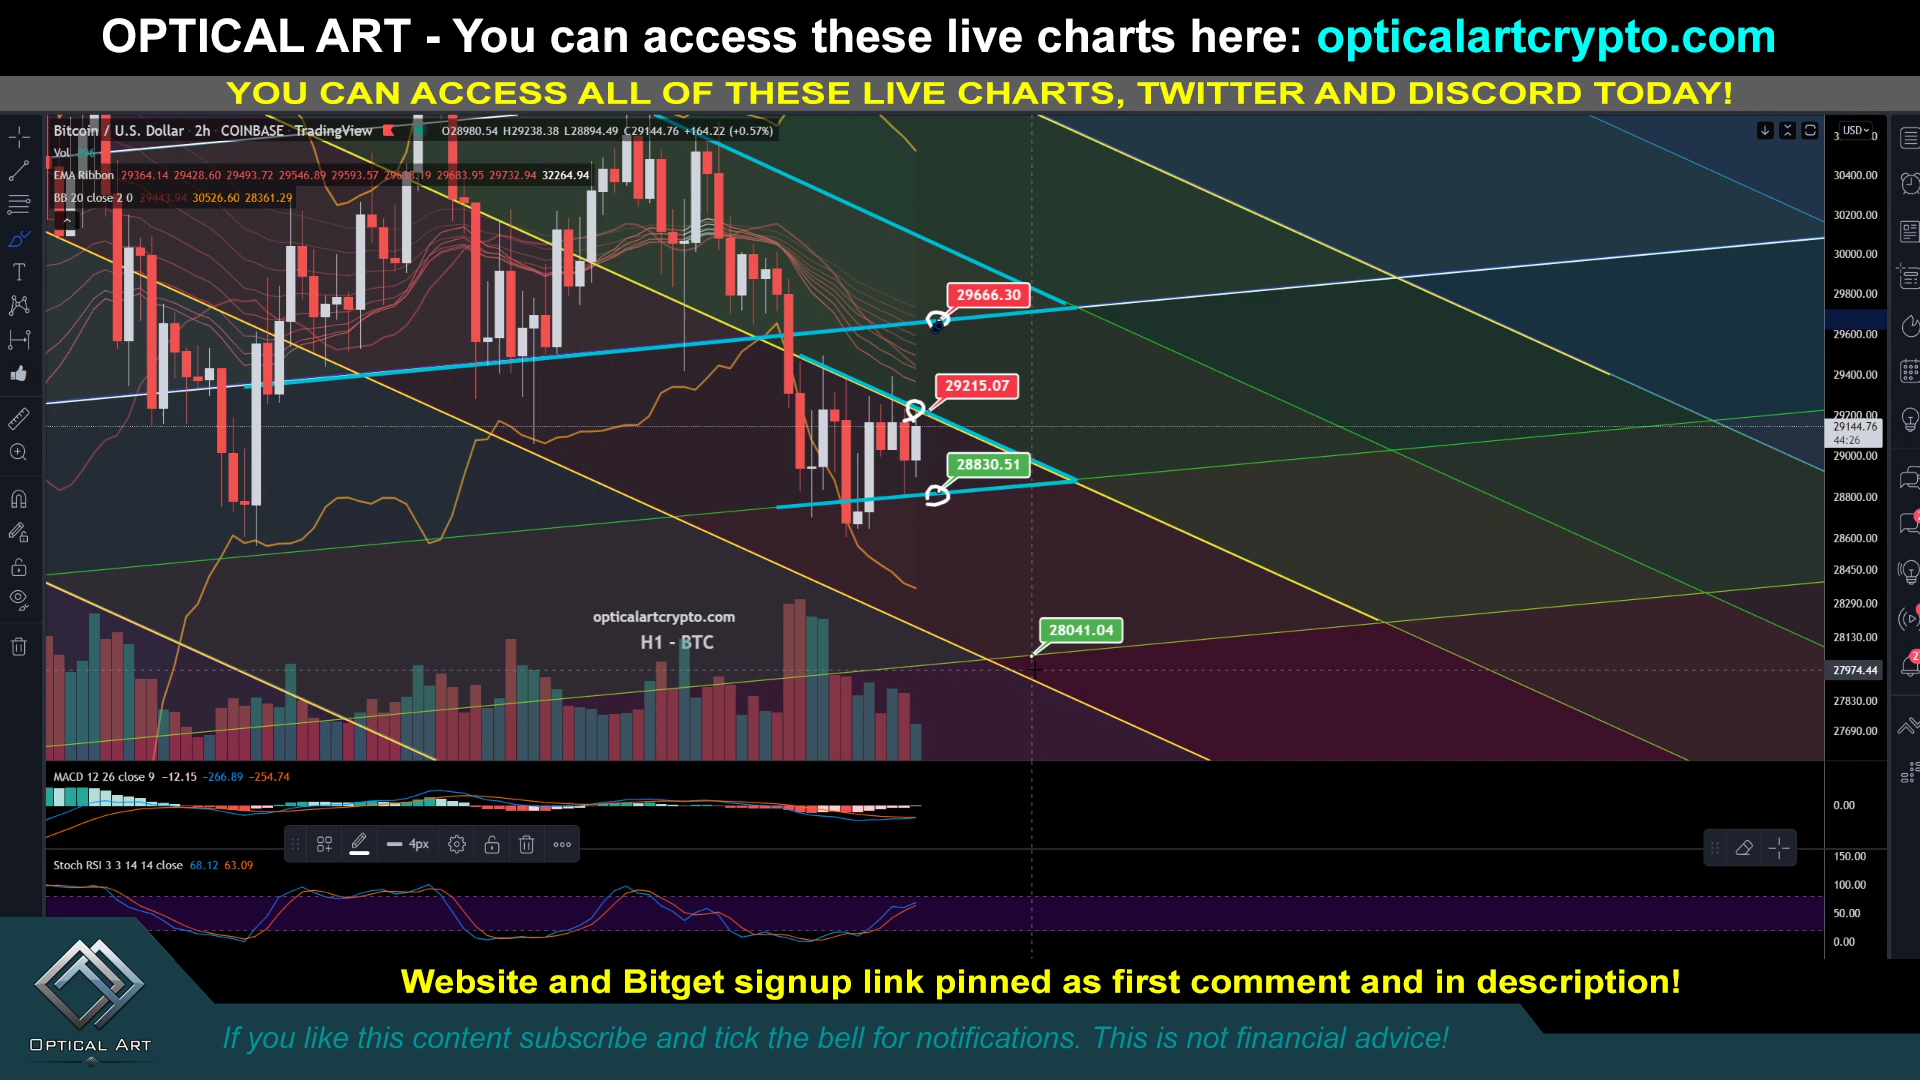 OPTICAL ART - You can access these live charts here: opticalartcrypto.com
YOU CAN ACCESS ALL OF THESE LIVE CHARTS, TWITTER AND DISCORD TODAY!
Bitcoin / U.S. Dollar 2h COINBASE TradingView O28980.54 H29238.38 L28894.49 C29144.76 +164.22 (+0.57%)
USD
Vol
EMA Ribbon 29364.14 29428.60 29493.72 29546.89 29593.57 29683.95 29732.94 32264.94
BB 20 close 2 0 29443.94 30526.60 28361.29
30400.00
30200.00
30000.00
29800.00
29600.00
29400.00
29200.00
29144.76
44:26
29000.00
28800.00
28600.00
28450.00
28290.00
28130.00
27974.44
27830.00
27690.00
29666.30
29215.07
28830.51
28041.04
opticalartcrypto.com
H1 - BTC
MACD 12 26 close 9 −12.15 −266.89 −254.74
0.00
4px
Stoch RSI 3 3 14 14 close 68.12 63.09
150.00
100.00
50.00
0.00
Website and Bitget signup link pinned as first comment and in description!
OPTICAL ART
If you like this content subscribe and tick the bell for notifications. This is not financial advice!